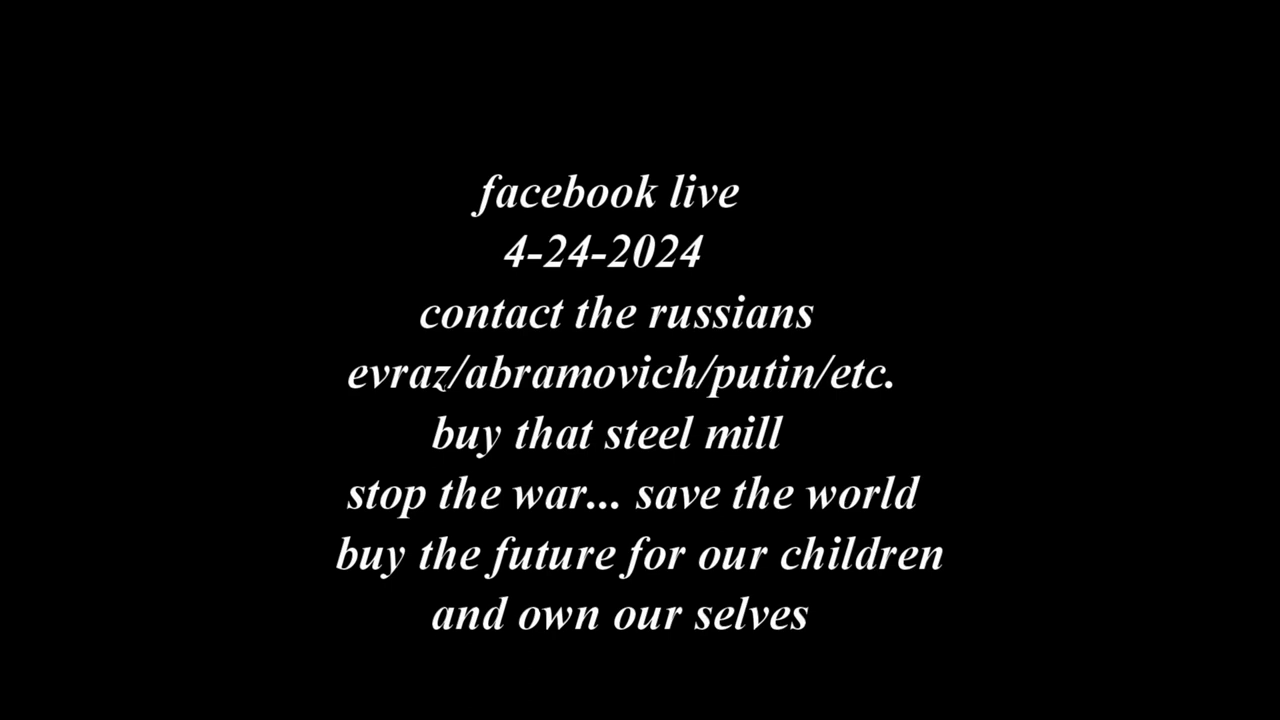 facebook live
4-24-2024
contact the russians
evraz/abramovich/putin/etc.
buy that steel mill
stop the war... save the world
buy the future for our children
and own our selves